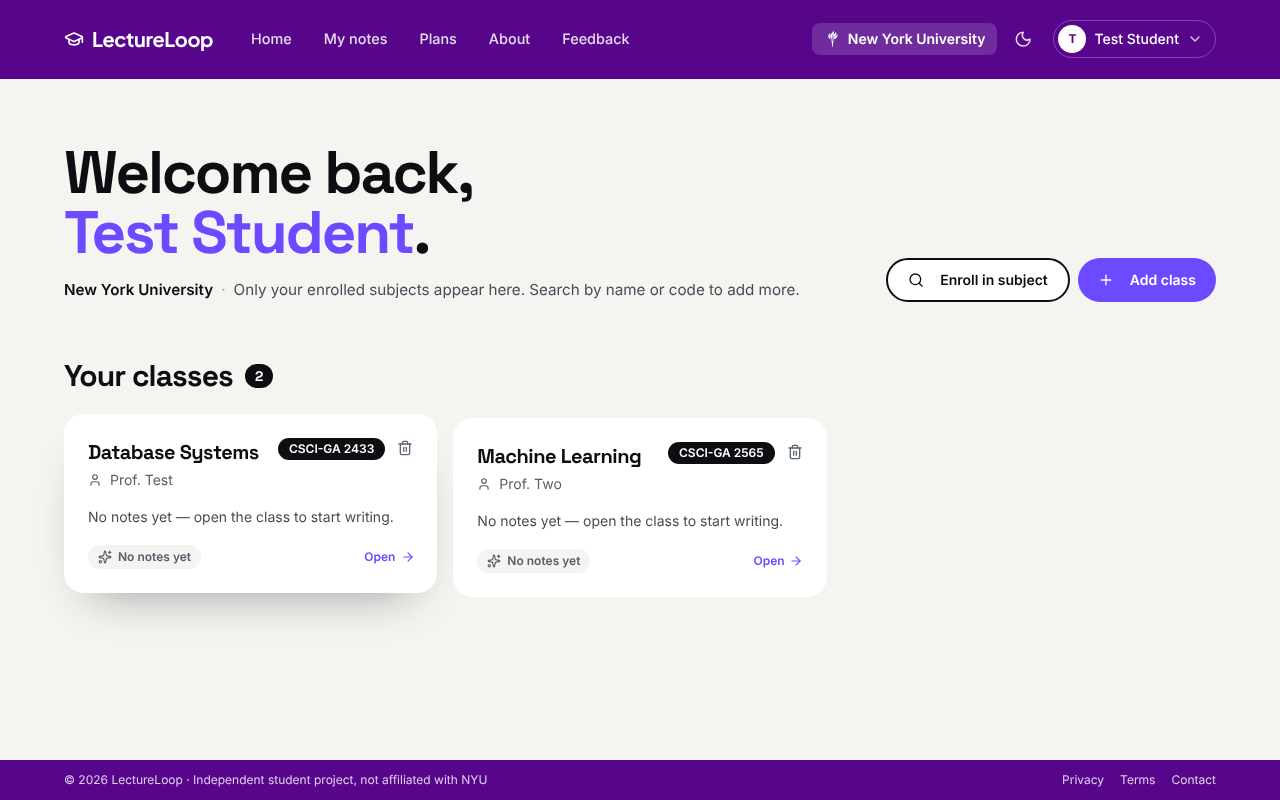 LectureLoop Home My notes Plans About Feedback New York University T Test Student
Welcome back,
Test Student.
New York University · Only your enrolled subjects appear here. Search by name or code to add more.
Enroll in subject
Add class
Your classes 2
Database Systems CSCI-GA 2433
Prof. Test
No notes yet — open the class to start writing.
No notes yet Open →
Machine Learning CSCI-GA 2565
Prof. Two
No notes yet — open the class to start writing.
No notes yet Open →
© 2026 LectureLoop · Independent student project, not affiliated with NYU Privacy Terms Contact